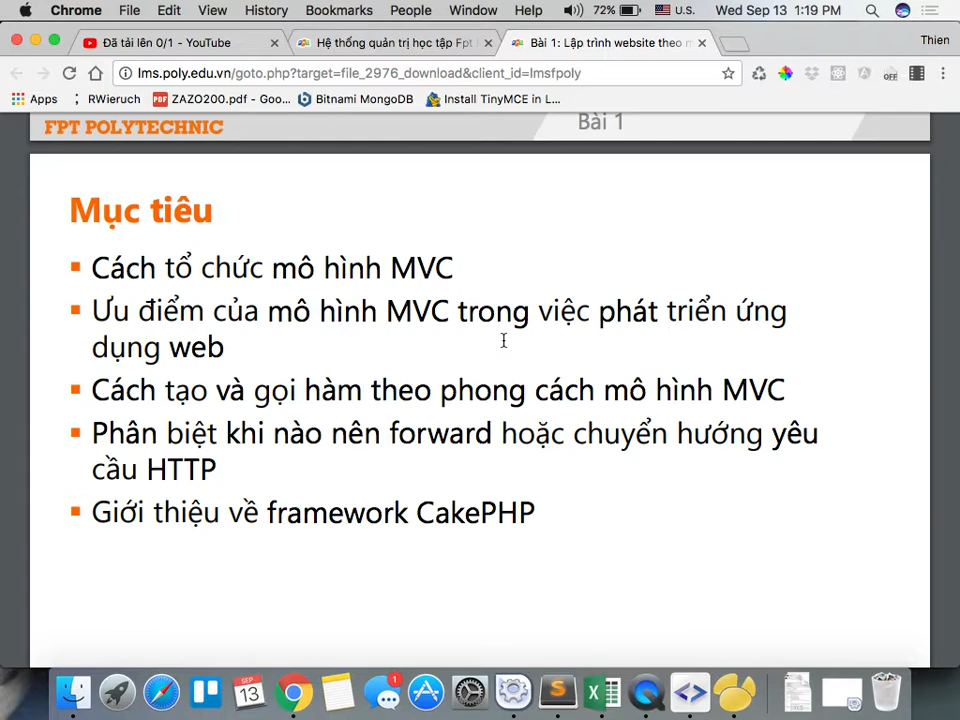 Chrome File Edit View History Bookmarks People Window Help 72% U.S. Wed Sep 13 1:19 PM
Đã tải lên 0/1 - YouTube Hệ thống quản trị học tập Fpt Bài 1: Lập trình website theo m Thien
lms.poly.edu.vn/goto.php?target=file_2976_download&client_id=lmsfpoly OFF
Apps RWieruch PDF ZAZO200.pdf - Goo... Bitnami MongoDB Install TinyMCE in L...
FPT POLYTECHNIC Bài 1
Mục tiêu
Cách tổ chức mô hình MVC
Ưu điểm của mô hình MVC trong việc phát triển ứng
dụng web
Cách tạo và gọi hàm theo phong cách mô hình MVC
Phân biệt khi nào nên forward hoặc chuyển hướng yêu
cầu HTTP
Giới thiệu về framework CakePHP
SEP
13
1